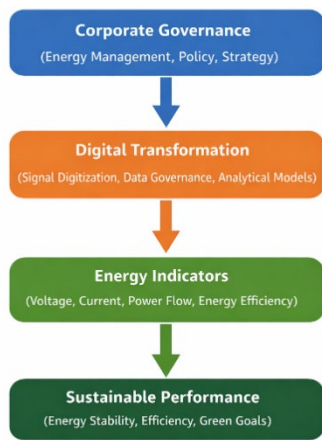 Corporate Governance
(Energy Management, Policy, Strategy)
Digital Transformation
(Signal Digitization, Data Governance, Analytical Models)
Energy Indicators
(Voltage, Current, Power Flow, Energy Efficiency)
Sustainable Performance
(Energy Stability, Efficiency, Green Goals)